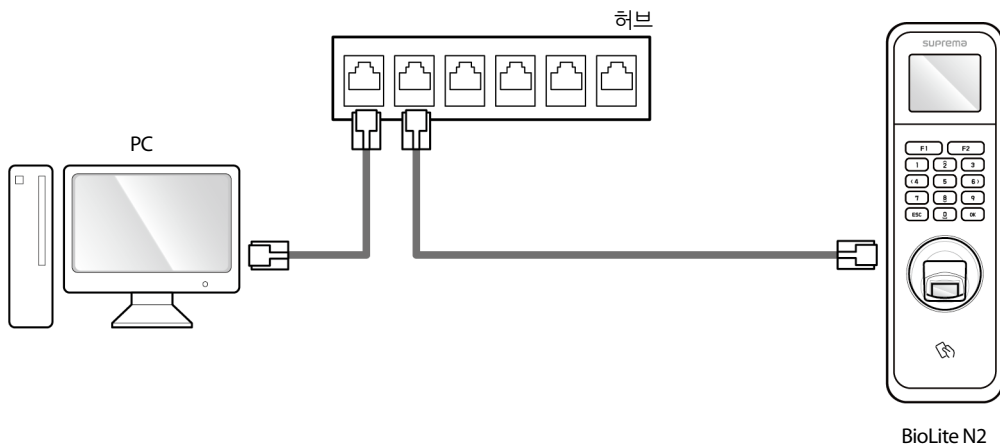 허브
suprema
PC
F1 F2
1 2 3
<4 5 6>
7 8 9
ESC 0 OK
BioLite N2